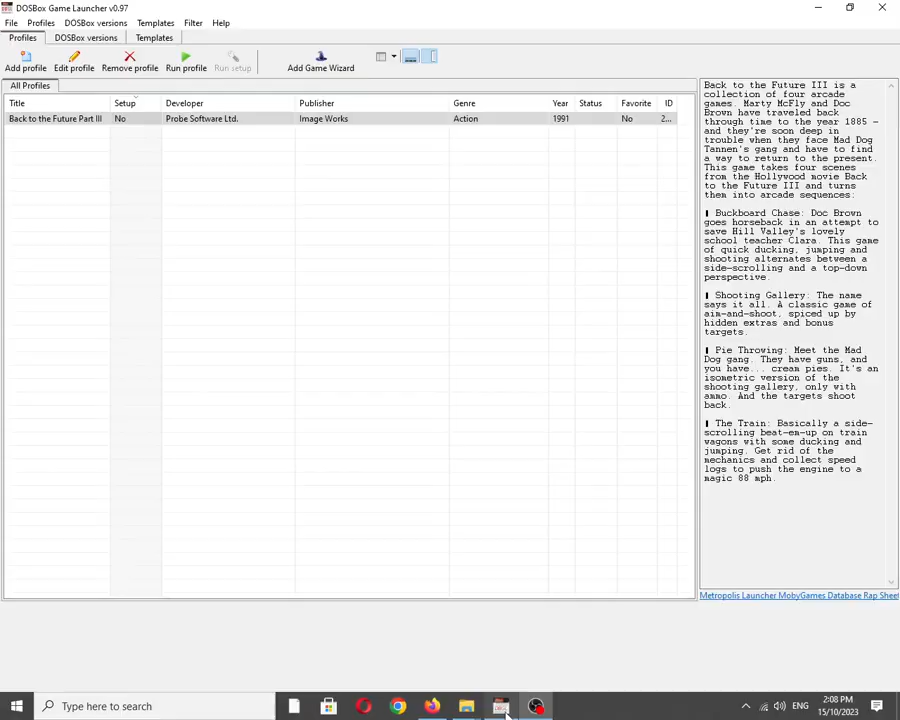 DOSBox Game Launcher v0.97
File Profiles DOSBox versions Templates Filter Help
Profiles DOSBox versions Templates
Add profile Edit profile Remove profile Run profile Run setup Add Game Wizard
All Profiles
Title Setup Developer Publisher Genre Year Status Favorite ID
Back to the Future Part III No Probe Software Ltd. Image Works Action 1991 No 2...
Back to the Future III is a
collection of four arcade
games. Marty McFly and Doc
Brown have traveled back
through time to the year 1885 -
and they're soon deep in
trouble when they face Mad Dog
Tannen's gang and have to find
a way to return to the present.
This game takes four scenes
from the Hollywood movie Back
to the Future III and turns
them into arcade sequences:
Buckboard Chase: Doc Brown
goes horseback in an attempt to
save Hill Valley's lovely
school teacher Clara. This game
of quick ducking, jumping and
shooting alternates between a
side-scrolling and a top-down
perspective.
Shooting Gallery: The name
says it all. A classic game of
aim-and-shoot, spiced up by
hidden extras and bonus
targets.
Pie Throwing: Meet the Mad
Dog gang. They have guns, and
you have... cream pies. It's an
isometric version of the
shooting gallery, only with
ammo. And the targets shoot
back.
The Train: Basically a side-
scrolling beat-em-up on train
wagons with some ducking and
jumping. Get rid of the
mechanics and collect speed
logs to push the engine to a
magic 88 mph.
Metropolis Launcher MobyGames Database Rap Sheet
Type here to search
ENG
2:08 PM
15/10/2023